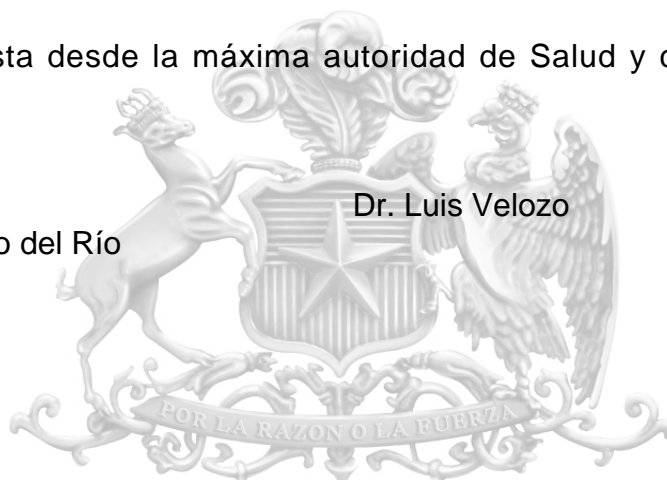 sta desde la máxima autoridad de Salud y
Dr. Luis Velozo
o del Río
POR LA RAZON O LA FUERZA